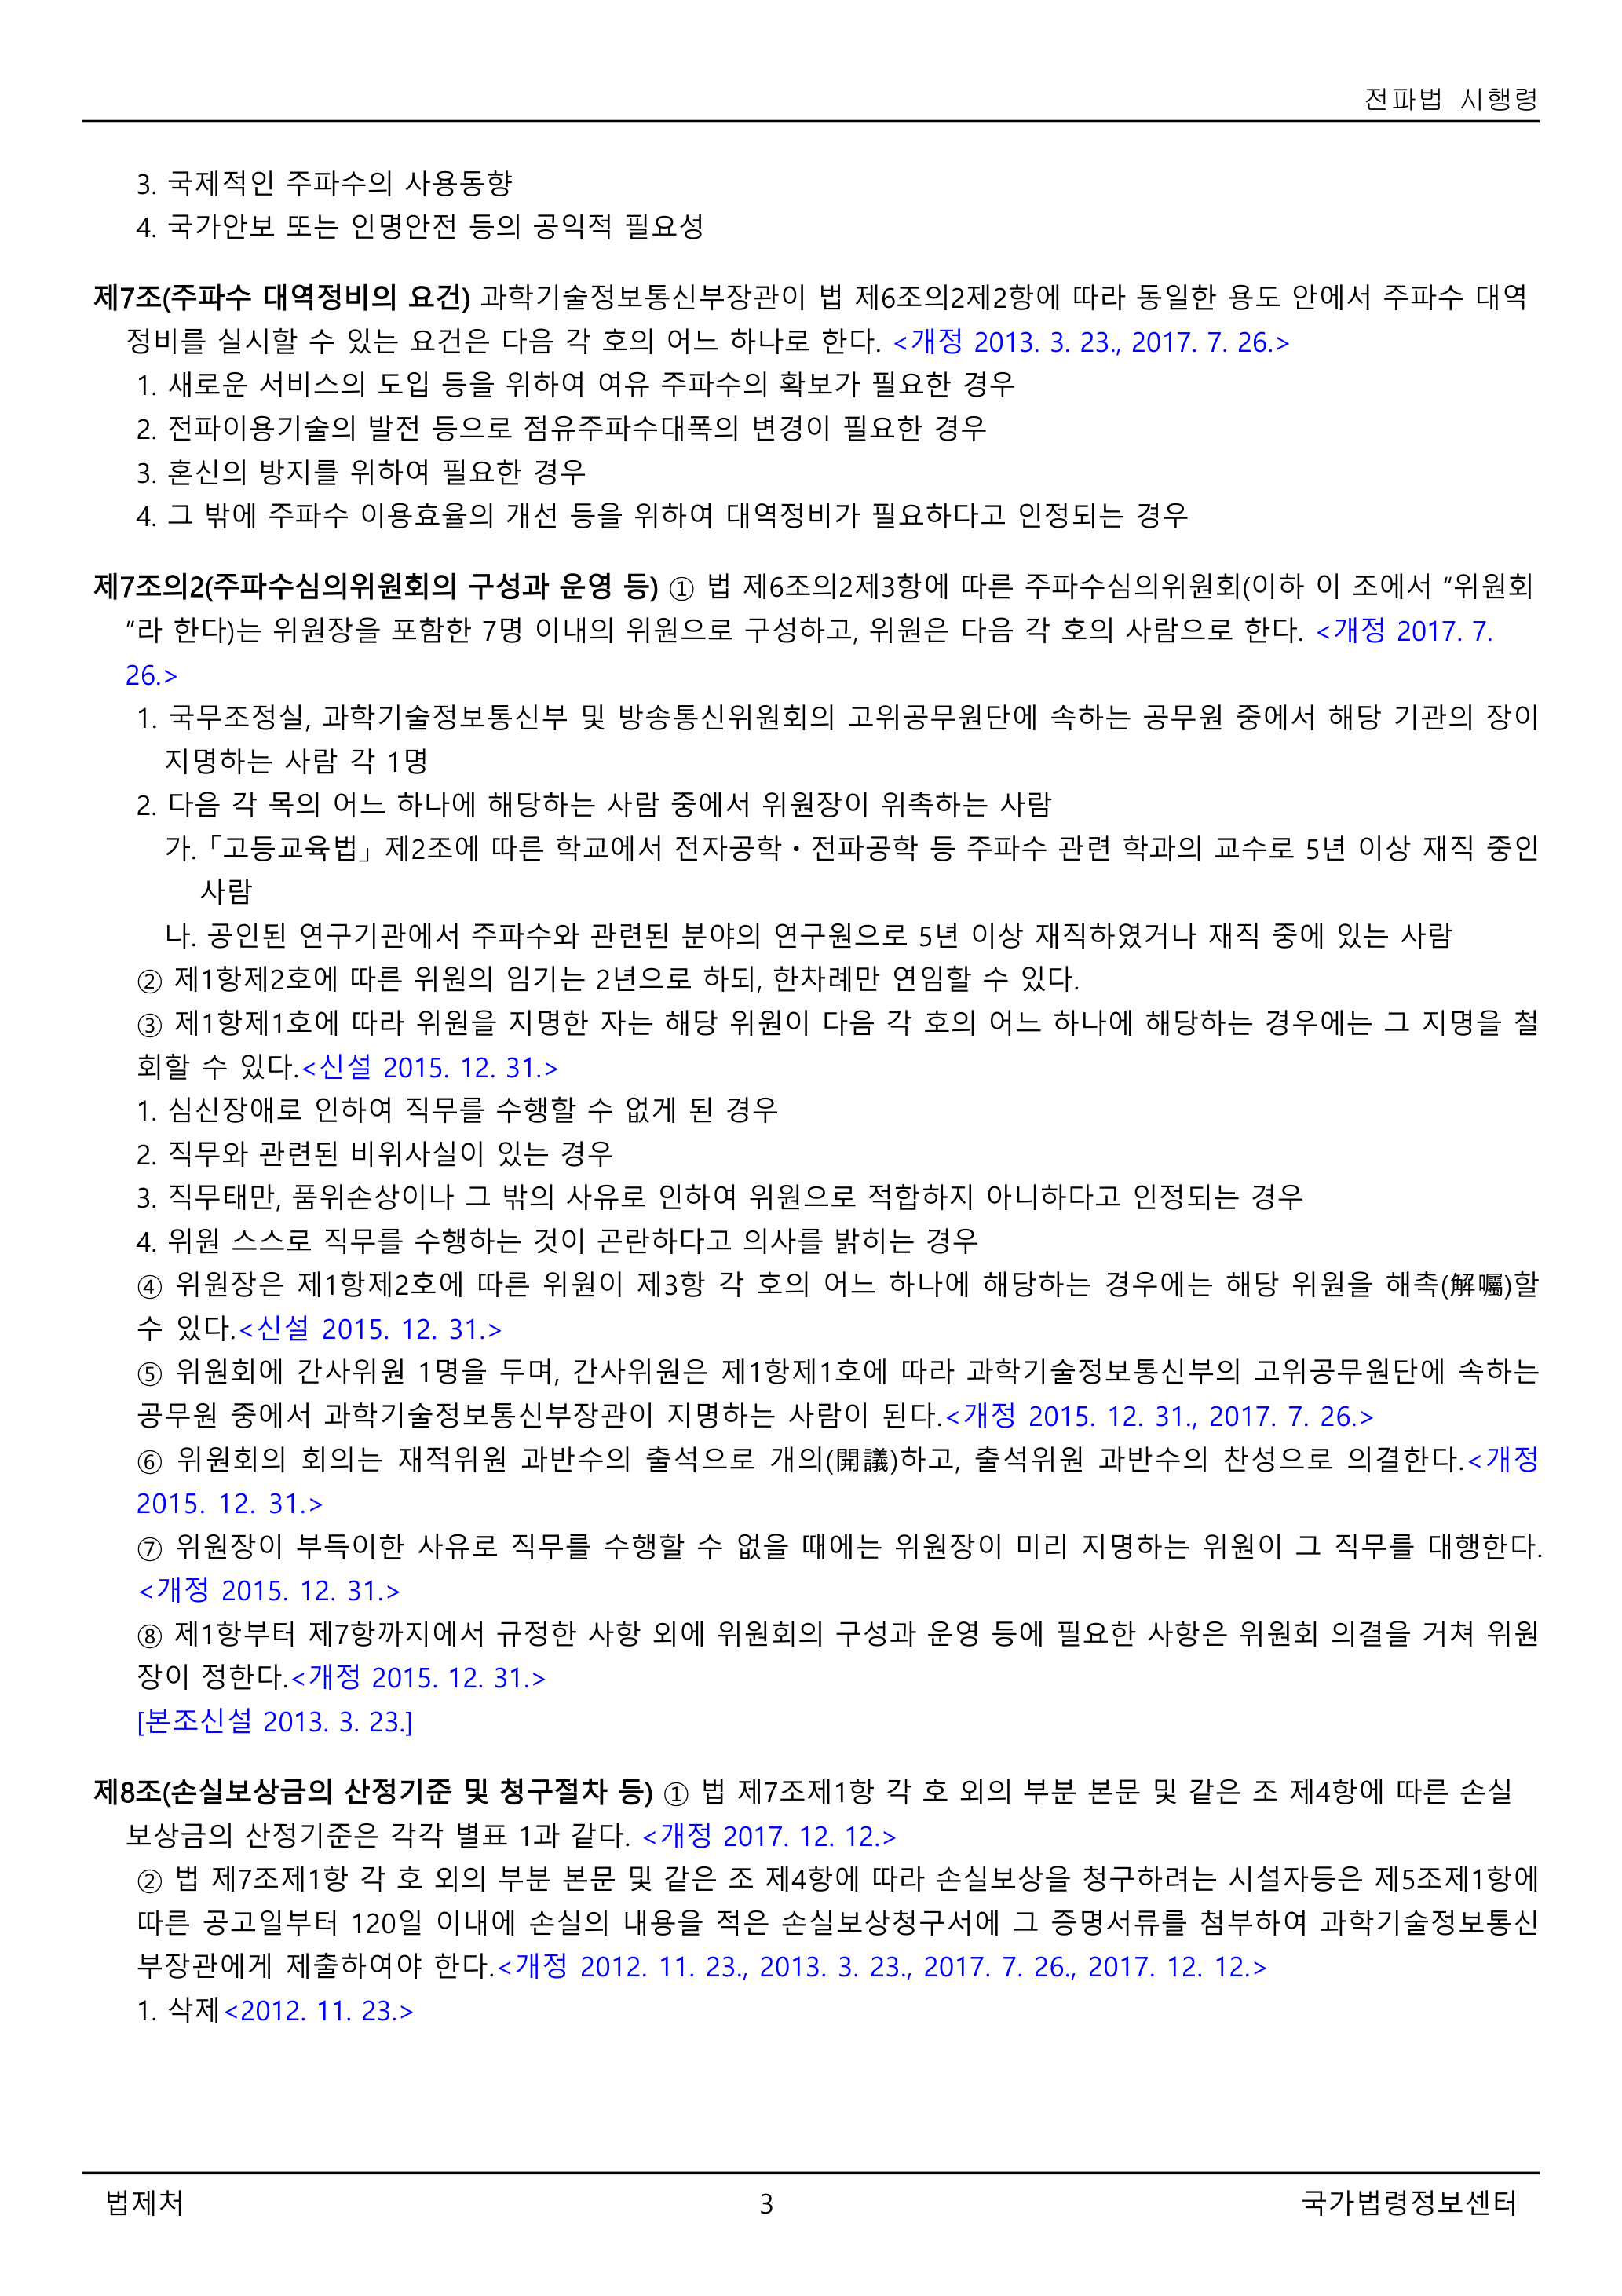 전파법 시행령
3. 국제적인 주파수의 사용동향
4. 국가안보 또는 인명안전 등의 공익적 필요성
제7조(주파수 대역정비의 요건) 과학기술정보통신부장관이 법 제6조의2제2항에 따라 동일한 용도 안에서 주파수 대역
정비를 실시할 수 있는 요건은 다음 각 호의 어느 하나로 한다. <개정 2013. 3. 23., 2017. 7. 26.>
1. 새로운 서비스의 도입 등을 위하여 여유 주파수의 확보가 필요한 경우
2. 전파이용기술의 발전 등으로 점유주파수대폭의 변경이 필요한 경우
3. 혼신의 방지를 위하여 필요한 경우
4. 그 밖에 주파수 이용효율의 개선 등을 위하여 대역정비가 필요하다고 인정되는 경우
제7조의2(주파수심의위원회의 구성과 운영 등) ① 법 제6조의2제3항에 따른 주파수심의위원회(이하 이 조에서 “위원회
”라 한다)는 위원장을 포함한 7명 이내의 위원으로 구성하고, 위원은 다음 각 호의 사람으로 한다. <개정 2017. 7.
26.>
1. 국무조정실, 과학기술정보통신부 및 방송통신위원회의 고위공무원단에 속하는 공무원 중에서 해당 기관의 장이
지명하는 사람 각 1명
2. 다음 각 목의 어느 하나에 해당하는 사람 중에서 위원장이 위촉하는 사람
가.「고등교육법」제2조에 따른 학교에서 전자공학ㆍ전파공학 등 주파수 관련 학과의 교수로 5년 이상 재직 중인
사람
나. 공인된 연구기관에서 주파수와 관련된 분야의 연구원으로 5년 이상 재직하였거나 재직 중에 있는 사람
② 제1항제2호에 따른 위원의 임기는 2년으로 하되, 한차례만 연임할 수 있다.
③ 제1항제1호에 따라 위원을 지명한 자는 해당 위원이 다음 각 호의 어느 하나에 해당하는 경우에는 그 지명을 철
회할 수 있다.<신설 2015. 12. 31.>
1. 심신장애로 인하여 직무를 수행할 수 없게 된 경우
2. 직무와 관련된 비위사실이 있는 경우
3. 직무태만, 품위손상이나 그 밖의 사유로 인하여 위원으로 적합하지 아니하다고 인정되는 경우
4. 위원 스스로 직무를 수행하는 것이 곤란하다고 의사를 밝히는 경우
④ 위원장은 제1항제2호에 따른 위원이 제3항 각 호의 어느 하나에 해당하는 경우에는 해당 위원을 해촉(解囑)할
수 있다.<신설 2015. 12. 31.>
⑤ 위원회에 간사위원 1명을 두며, 간사위원은 제1항제1호에 따라 과학기술정보통신부의 고위공무원단에 속하는
공무원 중에서 과학기술정보통신부장관이 지명하는 사람이 된다.<개정 2015. 12. 31., 2017. 7. 26.>
⑥ 위원회의 회의는 재적위원 과반수의 출석으로 개의(開議)하고, 출석위원 과반수의 찬성으로 의결한다.<개정
2015. 12. 31.>
⑦ 위원장이 부득이한 사유로 직무를 수행할 수 없을 때에는 위원장이 미리 지명하는 위원이 그 직무를 대행한다.
<개정 2015. 12. 31.>
⑧ 제1항부터 제7항까지에서 규정한 사항 외에 위원회의 구성과 운영 등에 필요한 사항은 위원회 의결을 거쳐 위원
장이 정한다.<개정 2015. 12. 31.>
[본조신설 2013. 3. 23.]
제8조(손실보상금의 산정기준 및 청구절차 등) ① 법 제7조제1항 각 호 외의 부분 본문 및 같은 조 제4항에 따른 손실
보상금의 산정기준은 각각 별표 1과 같다. <개정 2017. 12. 12.>
② 법 제7조제1항 각 호 외의 부분 본문 및 같은 조 제4항에 따라 손실보상을 청구하려는 시설자등은 제5조제1항에
따른 공고일부터 120일 이내에 손실의 내용을 적은 손실보상청구서에 그 증명서류를 첨부하여 과학기술정보통신
부장관에게 제출하여야 한다.<개정 2012. 11. 23., 2013. 3. 23., 2017. 7. 26., 2017. 12. 12.>
1. 삭제<2012. 11. 23.>
법제처 3 국가법령정보센터